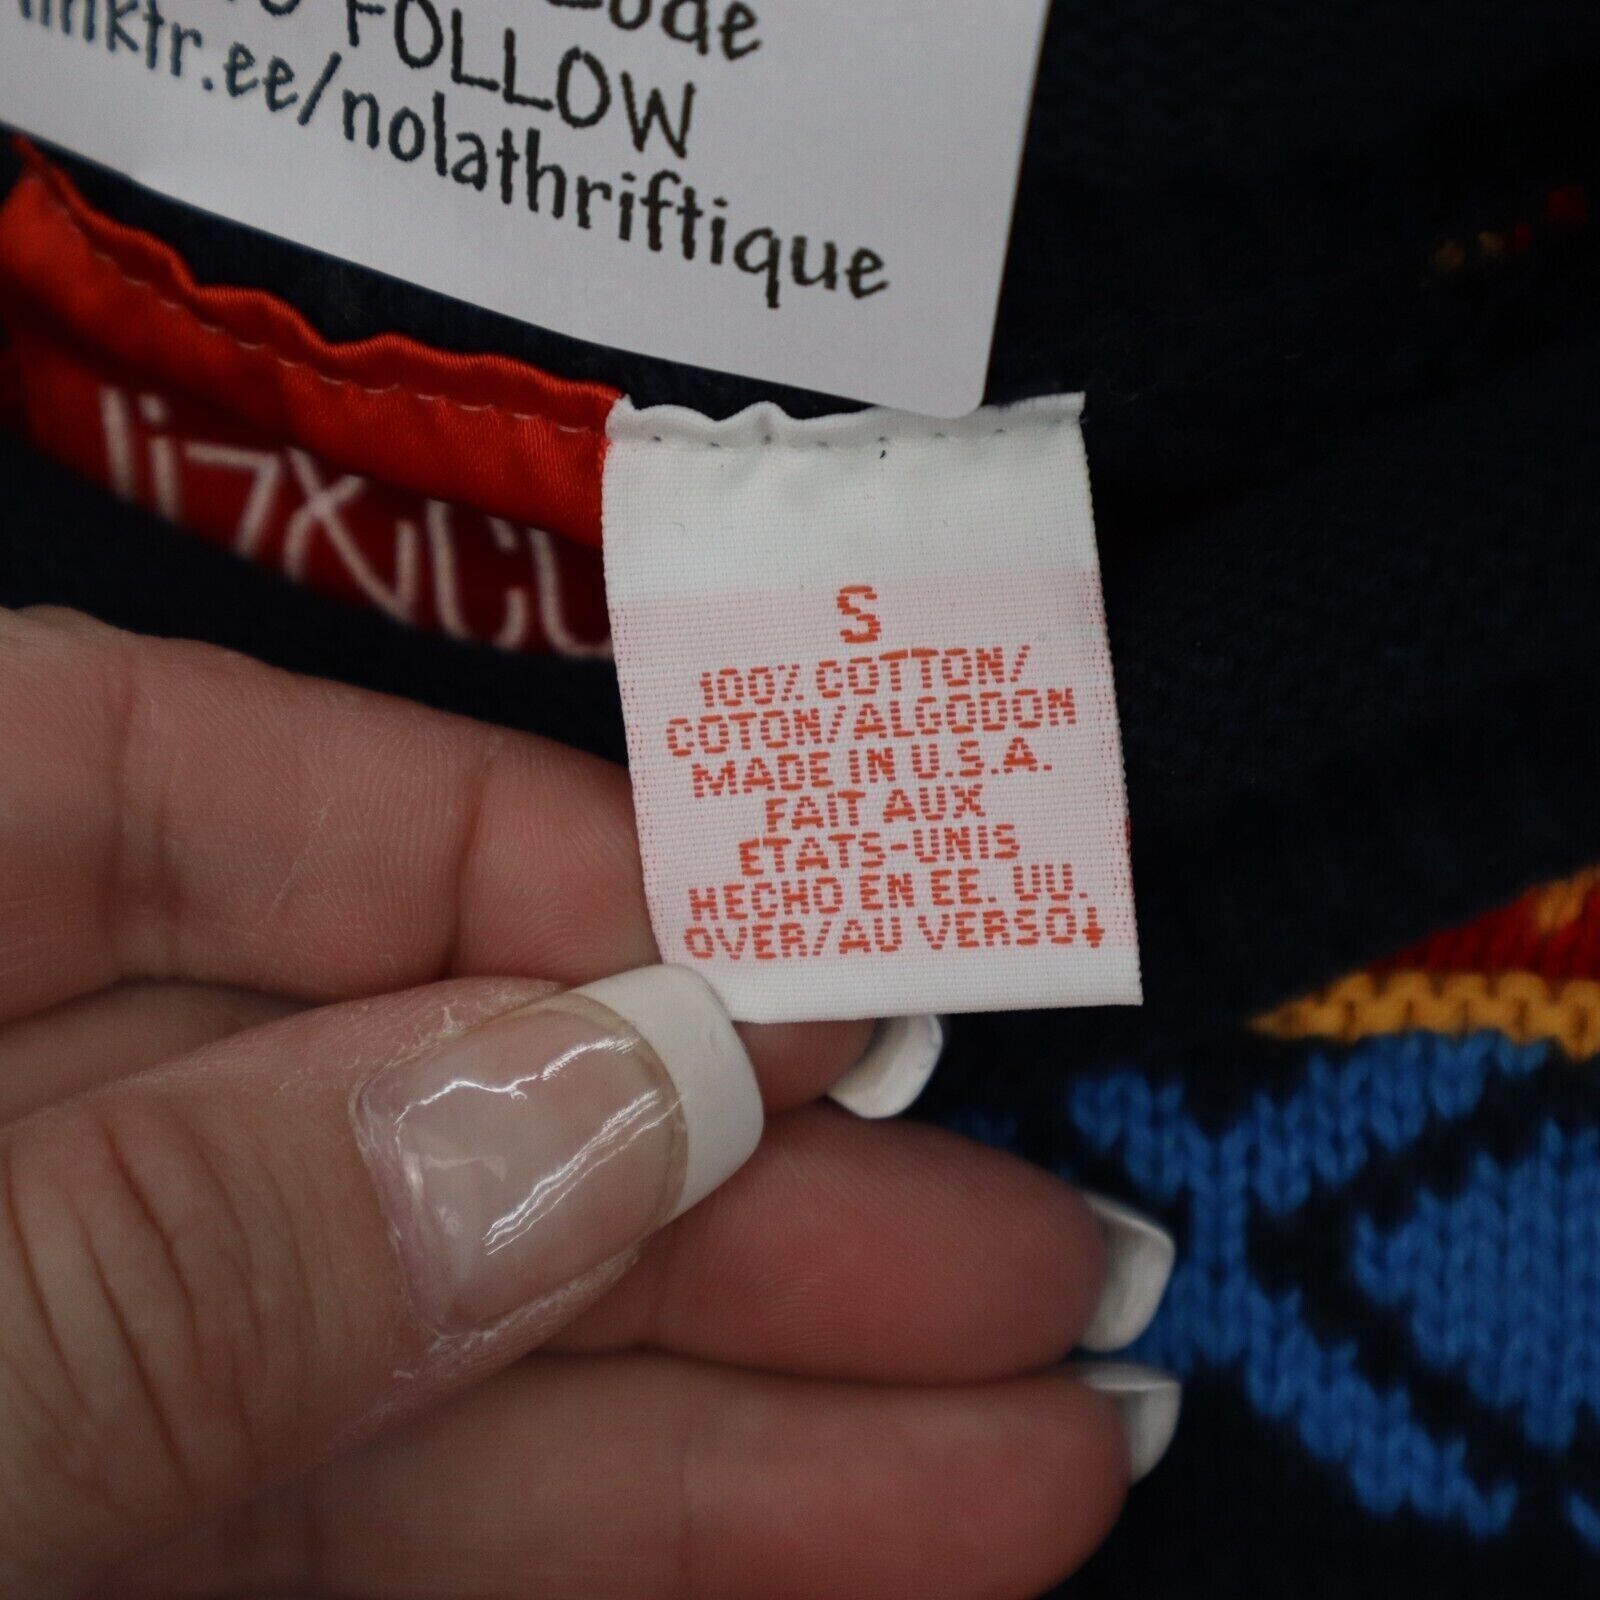 FOLLOW
linktr.ee/nolathriftique
S
100% COTTON/
COTON/ALGODON
MADE IN U.S.A.
FAIT AUX
ETATS-UNIS
HECHO EN EE. UU.
OVER/AU VERSO